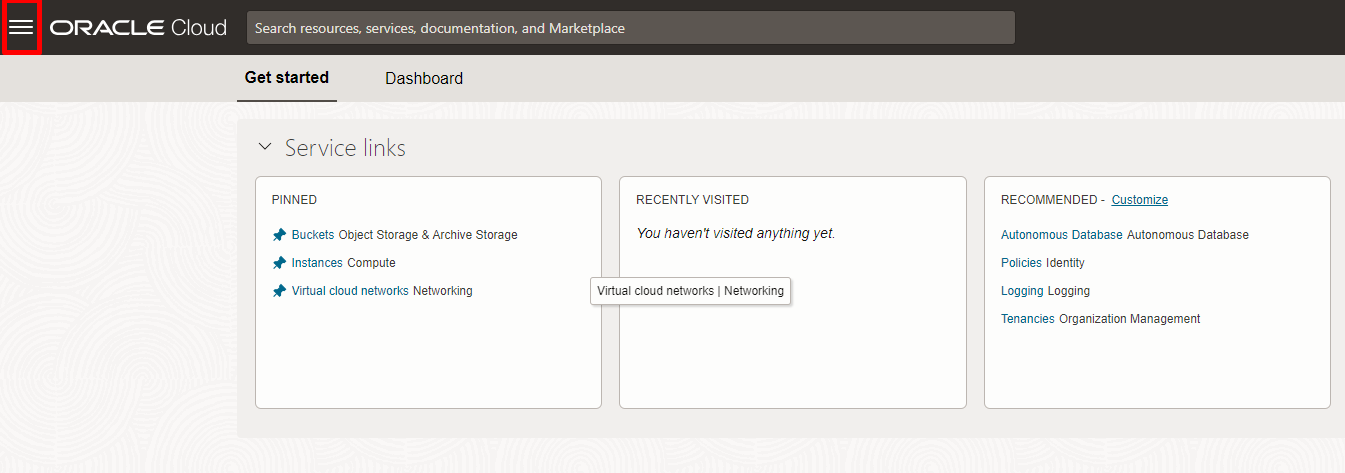 ORACLE Cloud
Search resources, services, documentation, and Marketplace
Get started
Dashboard
Service links
PINNED
Buckets Object Storage & Archive Storage
Instances Compute
Virtual cloud networks Networking
RECENTLY VISITED
You haven't visited anything yet.
Virtual cloud networks | Networking
RECOMMENDED - Customize
Autonomous Database Autonomous Database
Policies Identity
Logging Logging
Tenancies Organization Management